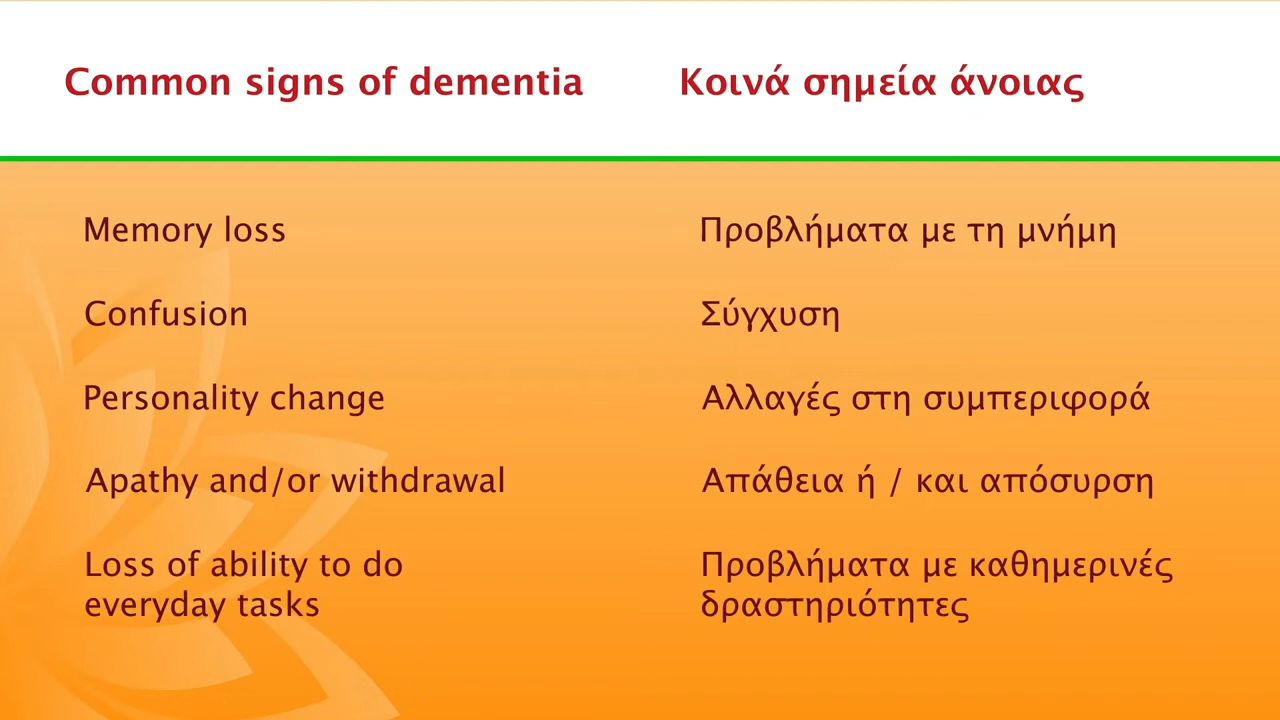 Common signs of dementia
Κοινά σημεία άνοιας
Memory loss
Προβλήματα με τη μνήμη
Confusion
Σύγχυση
Personality change
Αλλαγές στη συμπεριφορά
Apathy and/or withdrawal
Απάθεια ή / και απόσυρση
Loss of ability to do
everyday tasks
Προβλήματα με καθημερινές
δραστηριότητες